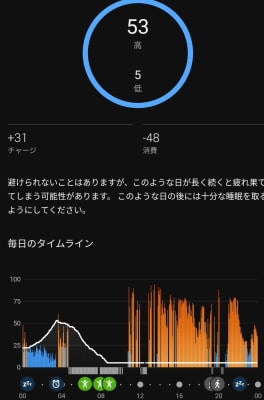 53
高
5
低
+31
チャージ
-48
消費
避けられないことはありますが、このような日が長く続くと疲れ果て
てしまう可能性があります。 このような日の後には十分な睡眠を取る
ようにしてください。
毎日のタイムライン
100
75
50
25
0
00 04 08 12 16 20 00